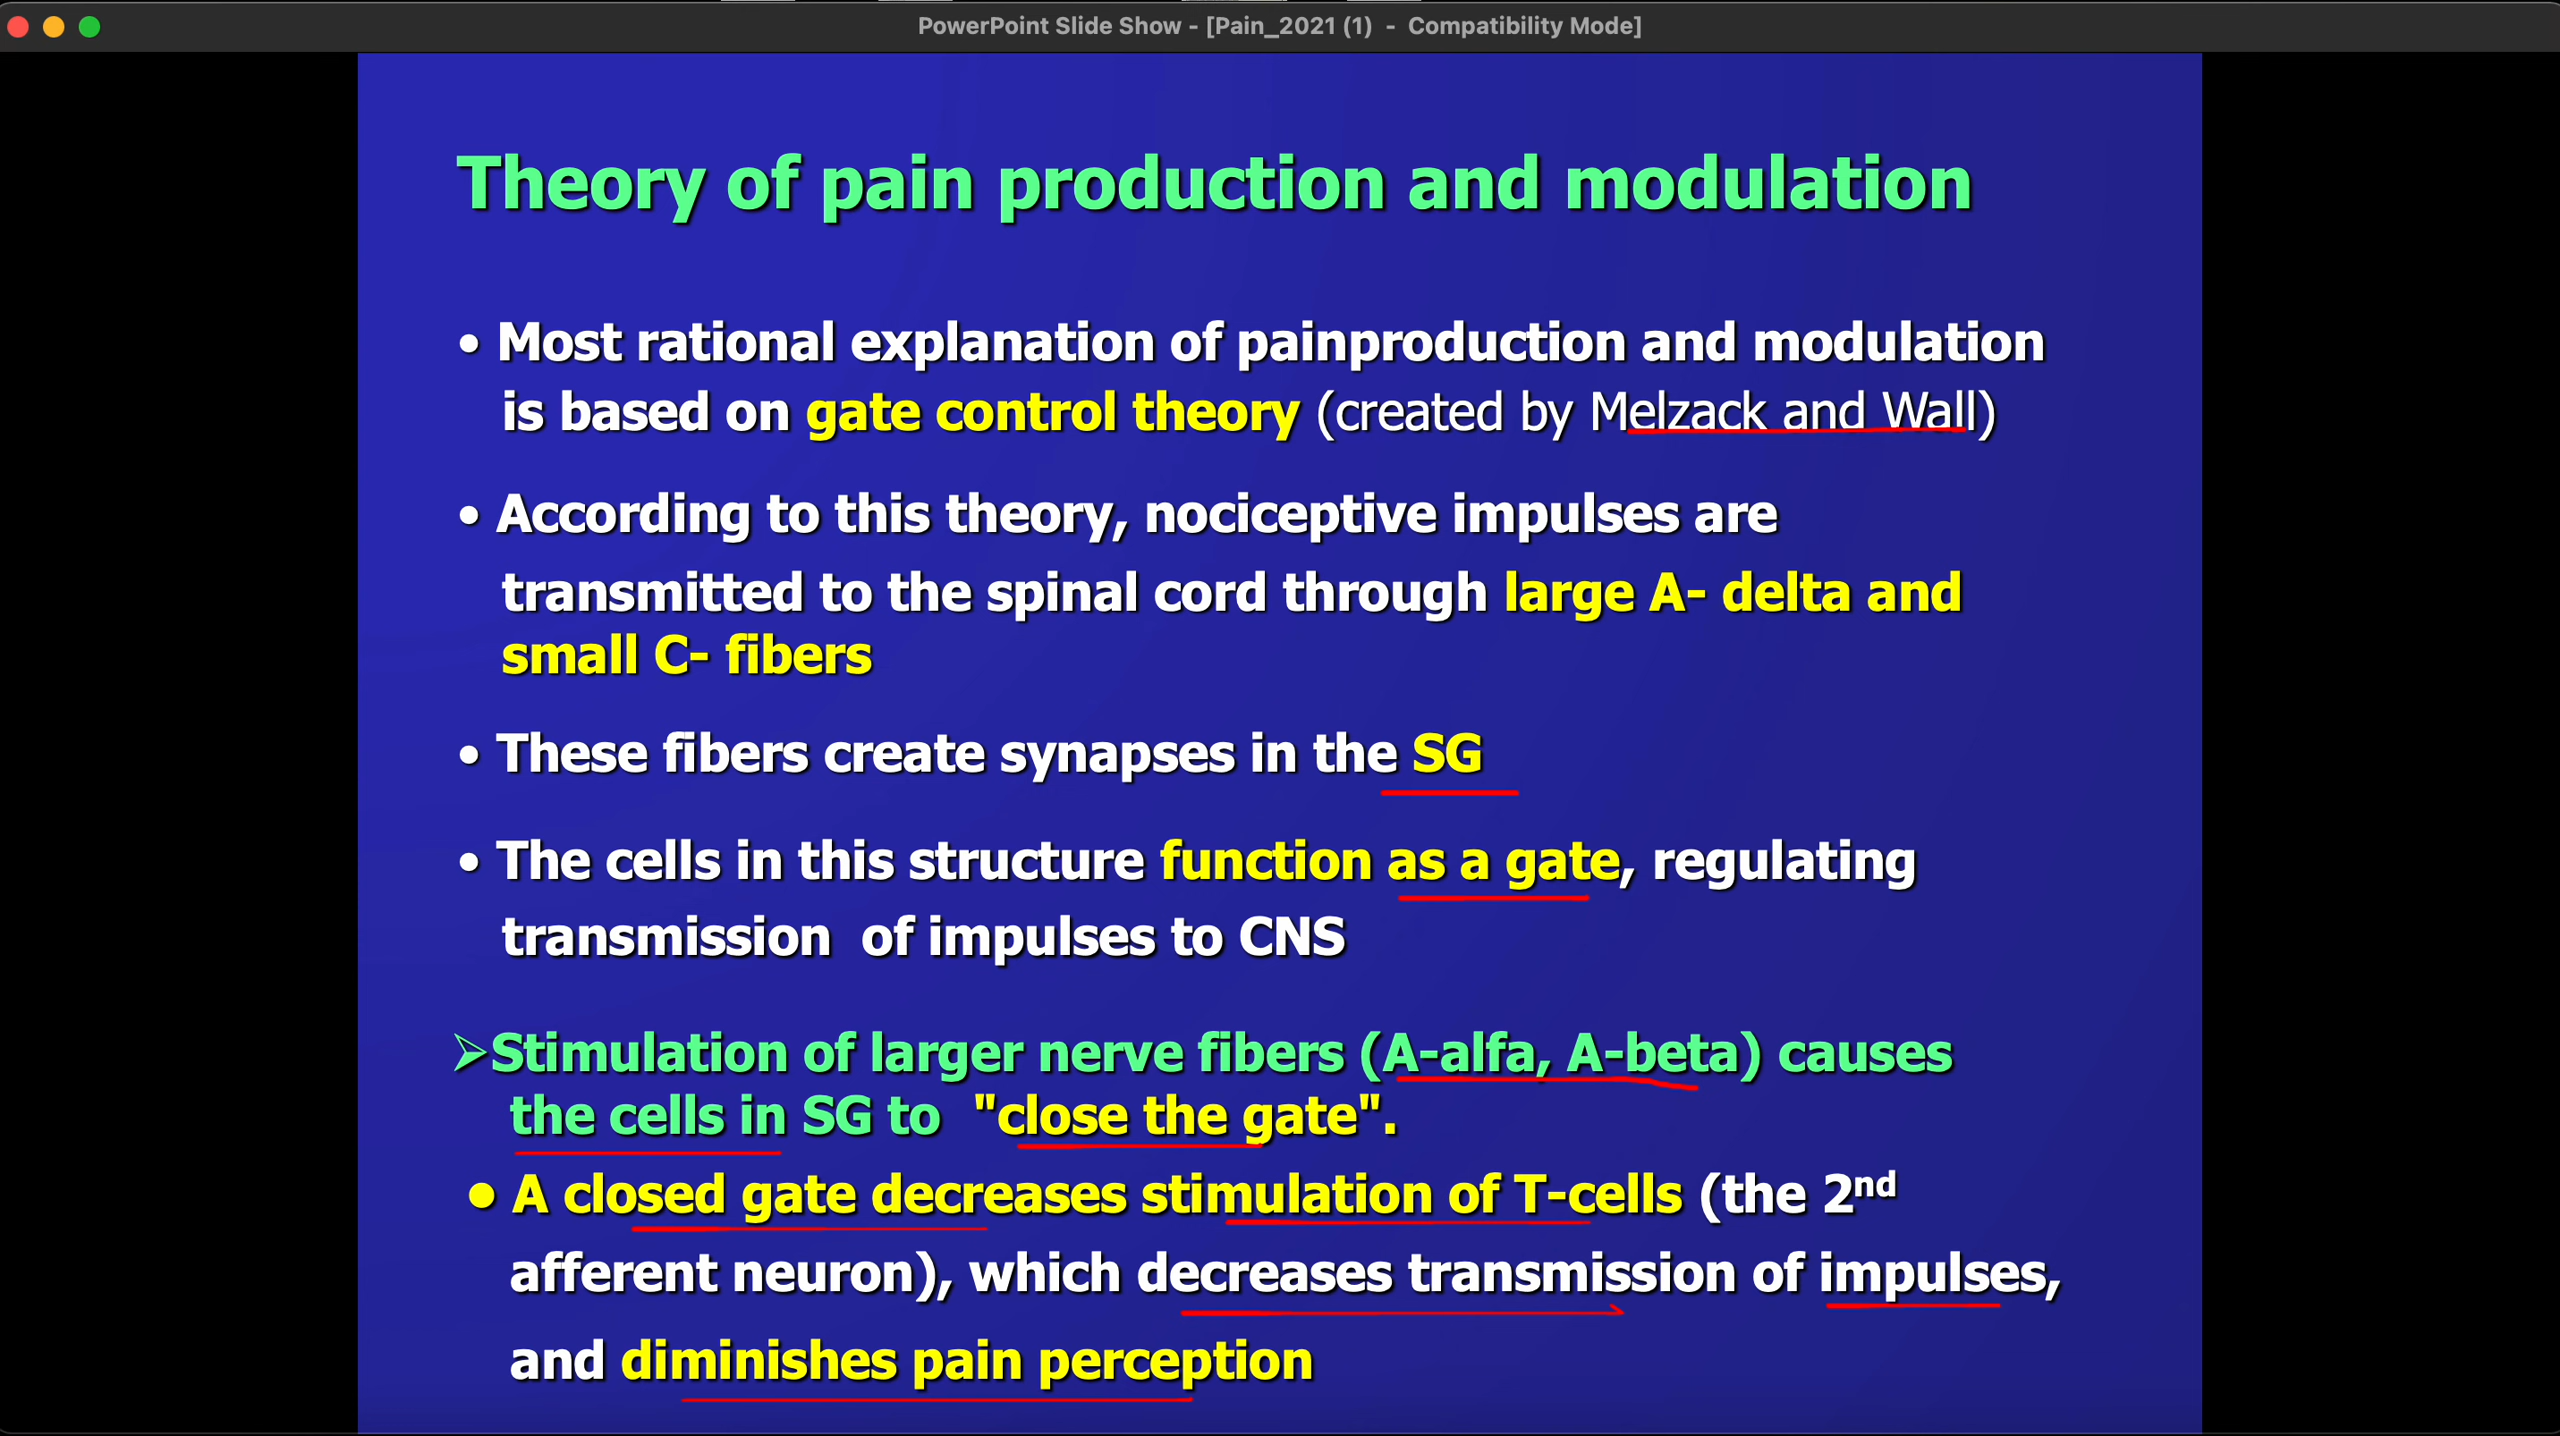 PowerPoint Slide Show - [Pain_2021 (1)  -  Compatibility Mode]
Theory of pain production and modulation
• Most rational explanation of painproduction and modulation
is based on gate control theory (created by Melzack and Wall)
• According to this theory, nociceptive impulses are
transmitted to the spinal cord through large A- delta and
small C- fibers
• These fibers create synapses in the SG
• The cells in this structure function as a gate, regulating
transmission  of impulses to CNS
➢Stimulation of larger nerve fibers (A-alfa, A-beta) causes
the cells in SG to  "close the gate".
• A closed gate decreases stimulation of T-cells (the 2nd
afferent neuron), which decreases transmission of impulses,
and diminishes pain perception